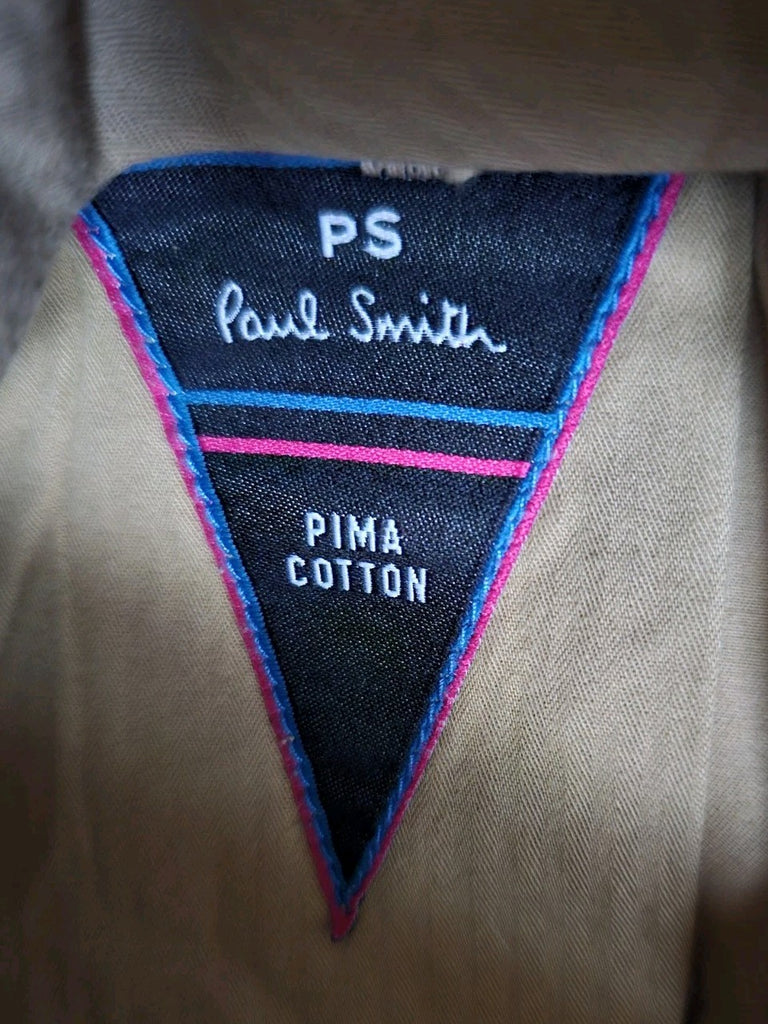 PS
Paul Smith
PIMA
COTTON